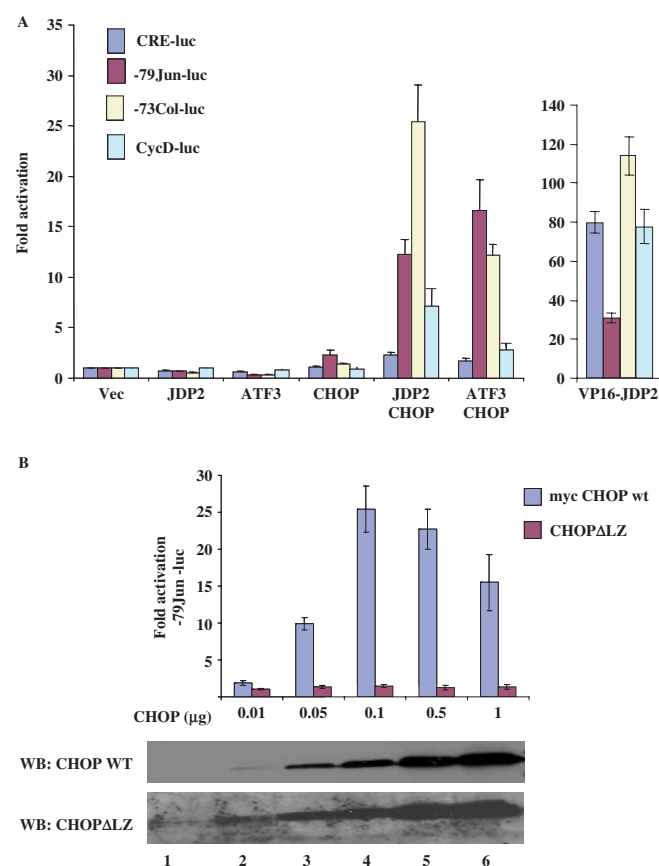 A
CRE-luc
-79Jun-luc
-73Col-luc
CycD-luc
Fold activation
35
30
25
20
15
10
5
0
Vec
JDP2
ATF3
CHOP
JDP2
CHOP
ATF3
CHOP
140
120
100
80
60
40
20
0
VP16-JDP2
B
myc CHOP wt
CHOPΔLZ
Fold activation
-79Jun -luc
30
25
20
15
10
5
CHOP (µg)
0.01
0.05
0.1
0.5
1
WB: CHOP WT
WB: CHOPΔLZ
1
2
3
4
5
6